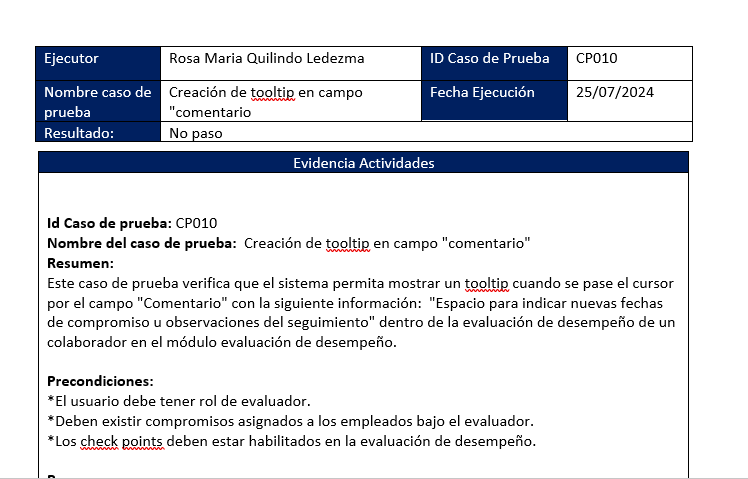 Ejecutor Rosa Maria Quilindo Ledezma ID Caso de Prueba CP010
Nombre caso de prueba Creación de tooltip en campo "comentario Fecha Ejecución 25/07/2024
Resultado: No paso
Evidencia Actividades
Id Caso de prueba: CP010
Nombre del caso de prueba: Creación de tooltip en campo "comentario"
Resumen:
Este caso de prueba verifica que el sistema permita mostrar un tooltip cuando se pase el cursor
por el campo "Comentario" con la siguiente información: "Espacio para indicar nuevas fechas
de compromiso u observaciones del seguimiento" dentro de la evaluación de desempeño de un
colaborador en el módulo evaluación de desempeño.
Precondiciones:
*El usuario debe tener rol de evaluador.
*Deben existir compromisos asignados a los empleados bajo el evaluador.
*Los check points deben estar habilitados en la evaluación de desempeño.